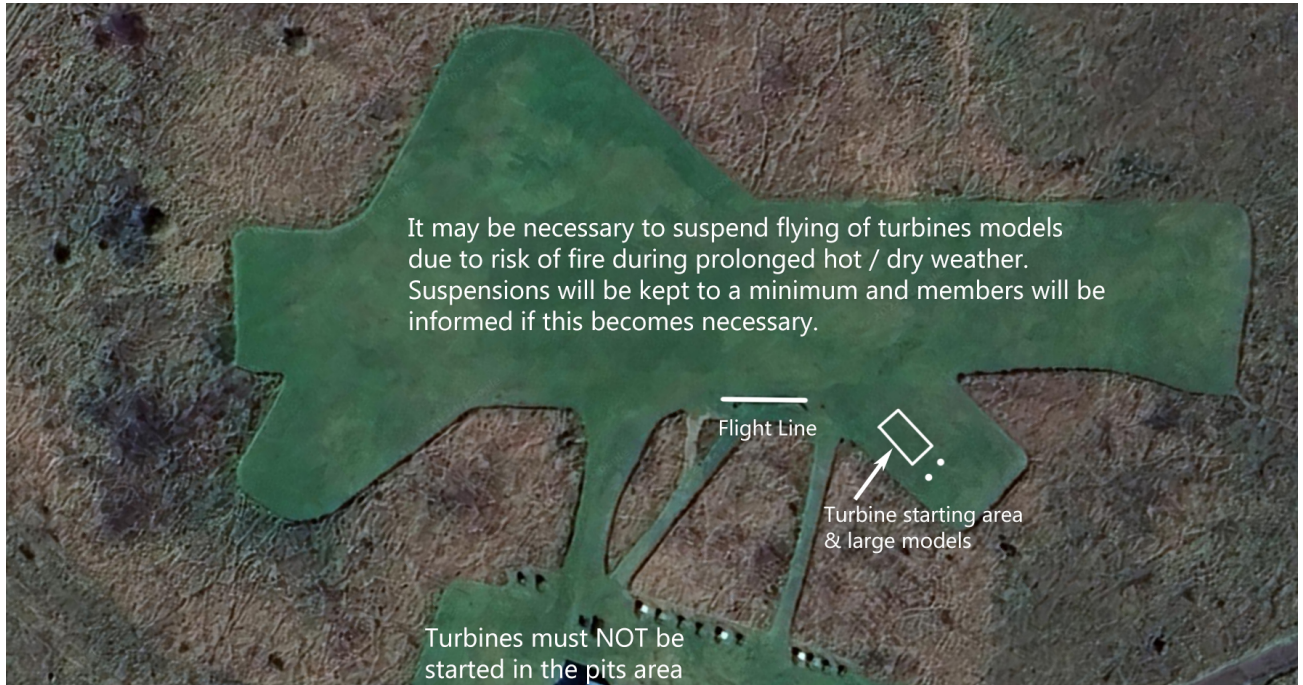 It may be necessary to suspend flying of turbines models
due to risk of fire during prolonged hot / dry weather.
Suspensions will be kept to a minimum and members will be
informed if this becomes necessary.
Flight Line
Turbine starting area
& large models
Turbines must NOT be
started in the pits area